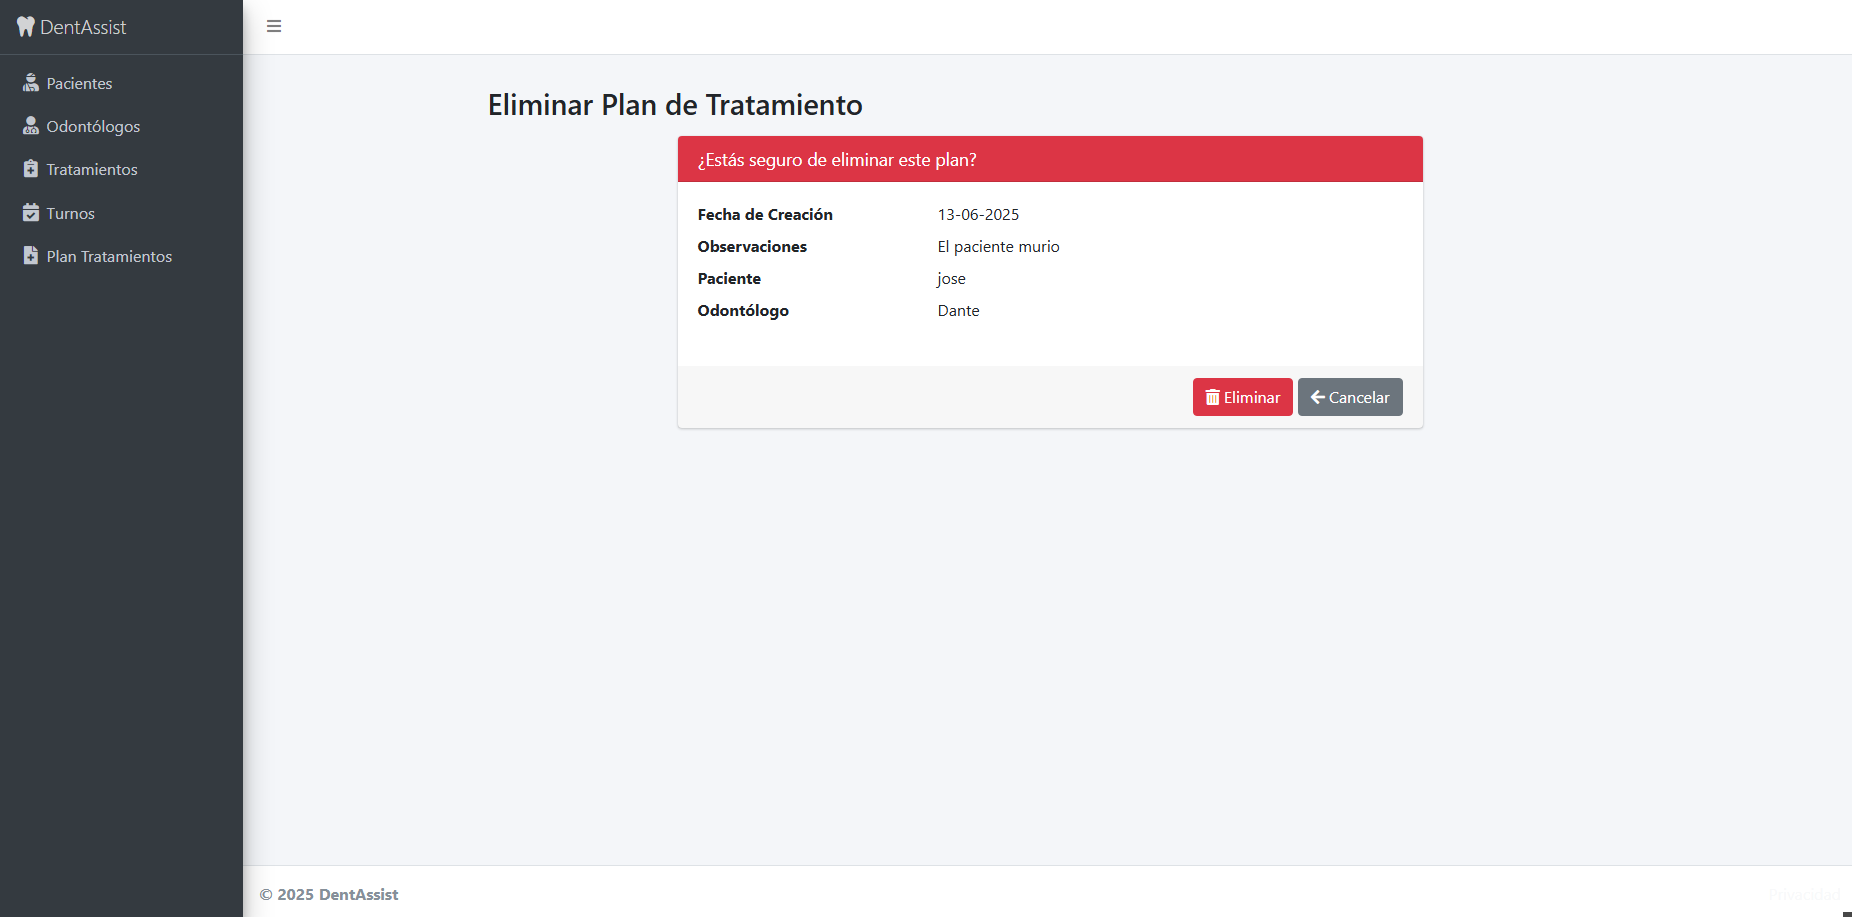 DentAssist
Pacientes
Odontólogos
Tratamientos
Turnos
Plan Tratamientos
Eliminar Plan de Tratamiento
¿Estás seguro de eliminar este plan?
Fecha de Creación 13-06-2025
Observaciones El paciente murio
Paciente jose
Odontólogo Dante
Eliminar Cancelar
© 2025 DentAssist Privacidad